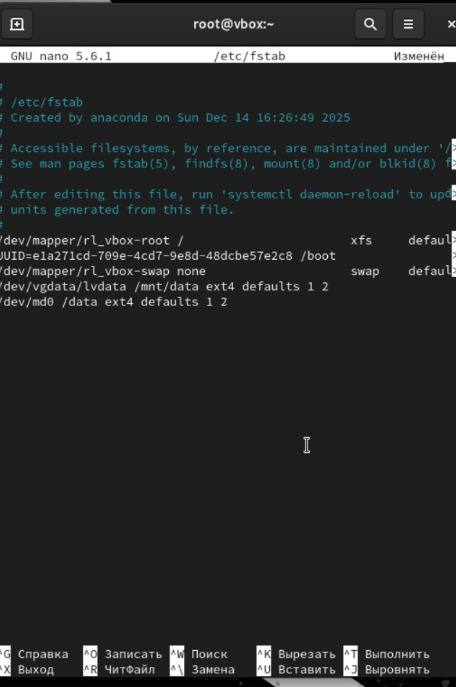 root@vbox:~
GNU nano 5.6.1 /etc/fstab Изменён
#
# /etc/fstab
# Created by anaconda on Sun Dec 14 16:26:49 2025
#
# Accessible filesystems, by reference, are maintained under '/>
# See man pages fstab(5), findfs(8), mount(8) and/or blkid(8) f>
#
# After editing this file, run 'systemctl daemon-reload' to upd>
# units generated from this file.
#
/dev/mapper/rl_vbox-root / xfs defaul>
UUID=e1a271cd-709e-4cd7-9e8d-48dcbe57e2c8 /boot >
/dev/mapper/rl_vbox-swap none swap defaul>
/dev/vgdata/lvdata /mnt/data ext4 defaults 1 2
/dev/md0 /data ext4 defaults 1 2
^G Справка ^O Записать ^W Поиск ^K Вырезать ^T Выполнить
^X Выход ^R ЧитФайл ^\ Замена ^U Вставить ^J Выровнять